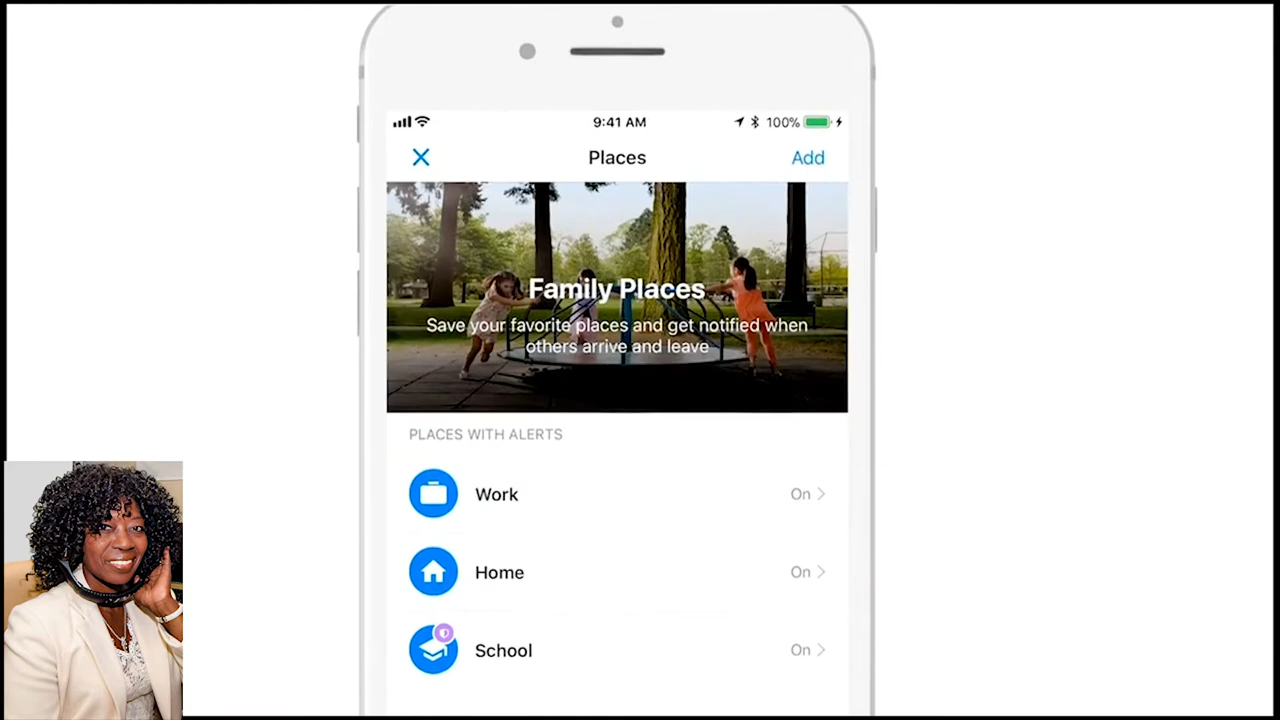 9:41 AM
100%
Places
Add
Family Places
Save your favorite places and get notified when
others arrive and leave
PLACES WITH ALERTS
Work
On
Home
On
School
On